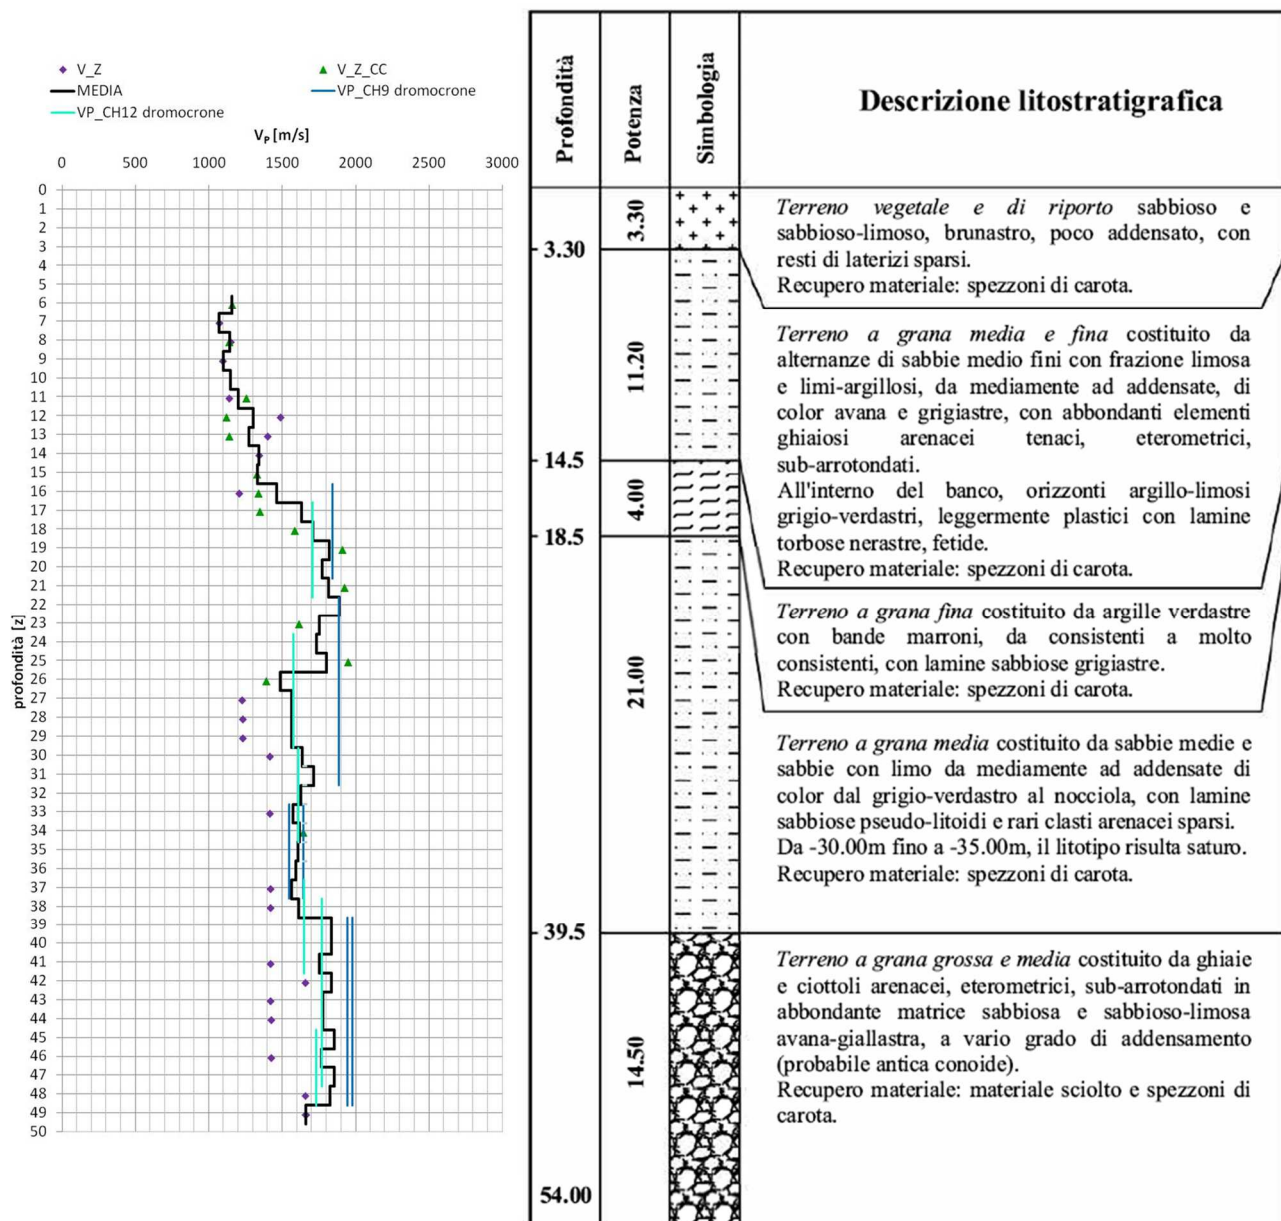 V_Z
V_Z_CC
MEDIA
VP_CH9 dromocrone
VP_CH12 dromocrone
VP [m/s]
0 500 1000 1500 2000 2500 3000
profondità [z]
0
1
2
3
4
5
6
7
8
9
10
11
12
13
14
15
16
17
18
19
20
21
22
23
24
25
26
27
28
29
30
31
32
33
34
35
36
37
38
39
40
41
42
43
44
45
46
47
48
49
50
Profondità
Potenza
Simbologia
Descrizione litostratigrafica
3.30
3.30
Terreno vegetale e di riporto sabbioso e
sabbioso-limoso, brunastro, poco addensato, con
resti di laterizi sparsi.
Recupero materiale: spezzoni di carota.
11.20
14.5
Terreno a grana media e fina costituito da
alternanze di sabbie medio fini con frazione limosa
e limi-argillosi, da mediamente ad addensate, di
color avana e grigiastre, con abbondanti elementi
ghiaiosi arenacei tenaci, eterometrici,
sub-arrotondati.
All'interno del banco, orizzonti argillo-limosi
grigio-verdastri, leggermente plastici con lamine
torbose nerastre, fetide.
Recupero materiale: spezzoni di carota.
4.00
18.5
Terreno a grana fina costituito da argille verdastre
con bande marroni, da consistenti a molto
consistenti, con lamine sabbiose grigiastre.
Recupero materiale: spezzoni di carota.
21.00
39.5
Terreno a grana media costituito da sabbie medie e
sabbie con limo da mediamente ad addensate di
color dal grigio-verdastro al nocciola, con lamine
sabbiose pseudo-litoidi e rari clasti arenacei sparsi.
Da -30.00m fino a -35.00m, il litotipo risulta saturo.
Recupero materiale: spezzoni di carota.
14.50
54.00
Terreno a grana grossa e media costituito da ghiaie
e ciottoli arenacei, eterometrici, sub-arrotondati in
abbondante matrice sabbiosa e sabbioso-limosa
avana-giallastra, a vario grado di addensamento
(probabile antica conoide).
Recupero materiale: materiale sciolto e spezzoni di
carota.